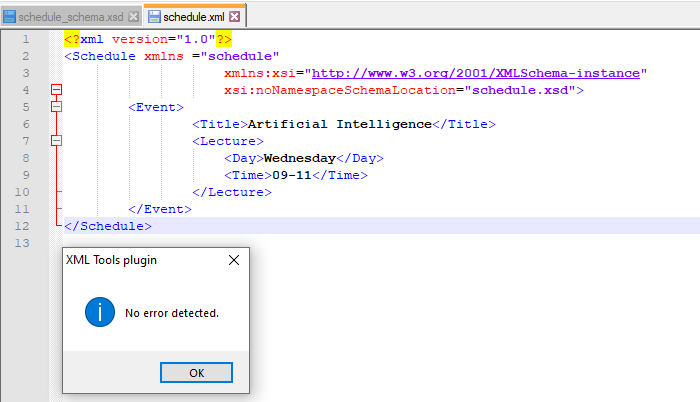 schedule_schema.xsd schedule.xml
1 <?xml version="1.0"?>
2 <Schedule xmlns ="schedule"
3 xmlns:xsi="http://www.w3.org/2001/XMLSchema-instance"
4 xsi:noNamespaceSchemaLocation="schedule.xsd">
5 <Event>
6 <Title>Artificial Intelligence</Title>
7 <Lecture>
8 <Day>Wednesday</Day>
9 <Time>09-11</Time>
10 </Lecture>
11 </Event>
12 </Schedule>
13
XML Tools plugin
No error detected.
OK